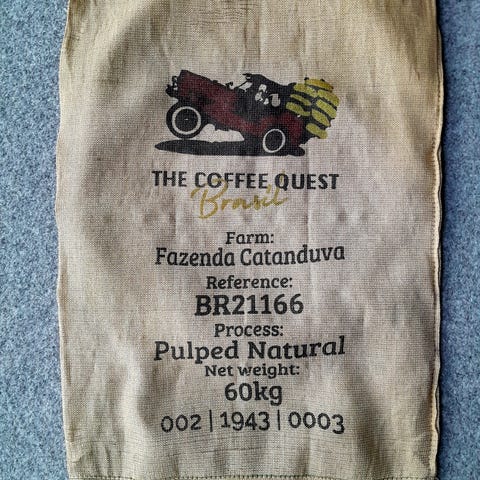 THE COFFEE QUEST
Brasil
Farm:
Fazenda Catanduva
Reference:
BR21166
Process:
Pulped Natural
Net weight:
60kg
002 | 1943 | 0003